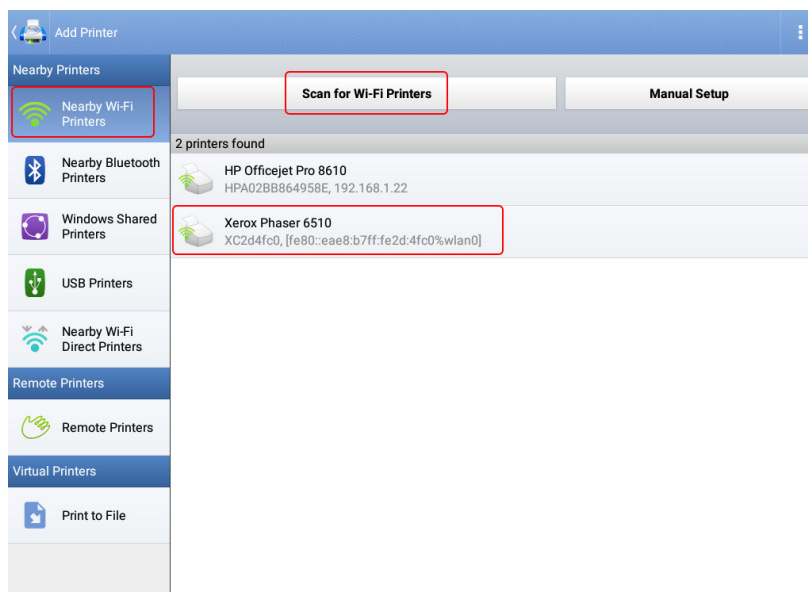 Add Printer
Nearby Printers
Nearby Wi-Fi
Printers
Nearby Bluetooth
Printers
Windows Shared
Printers
USB Printers
Nearby Wi-Fi
Direct Printers
Remote Printers
Remote Printers
Virtual Printers
Print to File
Scan for Wi-Fi Printers
Manual Setup
2 printers found
HP Officejet Pro 8610
HPA02BB864958E, 192.168.1.22
Xerox Phaser 6510
XC2d4fc0, [fe80::eae8:b7ff:fe2d:4fc0%wlan0]